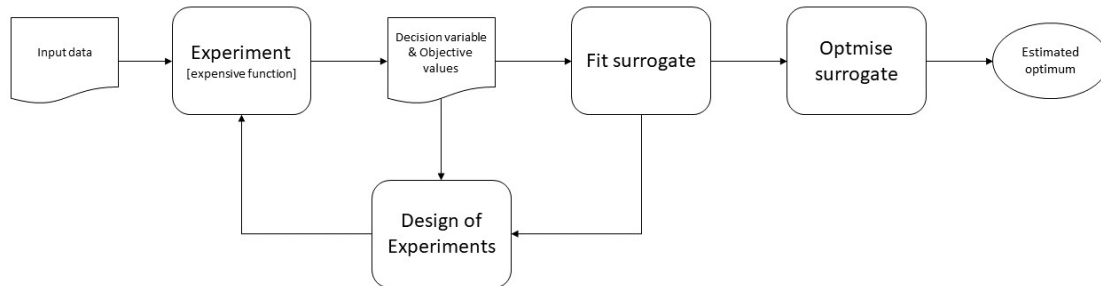 Input data
Experiment
[expensive function]
Decision variable
& Objective
values
Fit surrogate
Optmise
surrogate
Estimated
optimum
Design of
Experiments